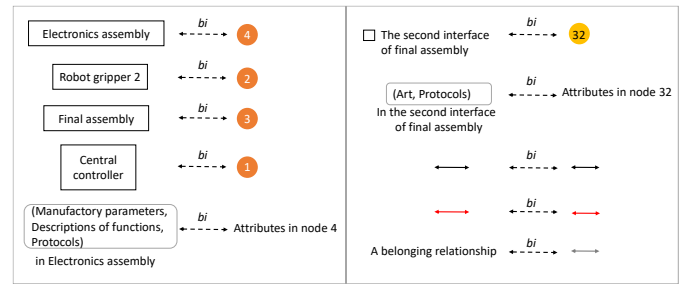 Electronics assembly bi 4
Robot gripper 2 bi 2
Final assembly bi 3
Central
controller bi 1
(Manufactory parameters,
Descriptions of functions,
Protocols) bi Attributes in node 4
in Electronics assembly
The second interface
of final assembly bi 32
(Art, Protocols) bi Attributes in node 32
In the second interface
of final assembly
bi
bi
A belonging relationship bi